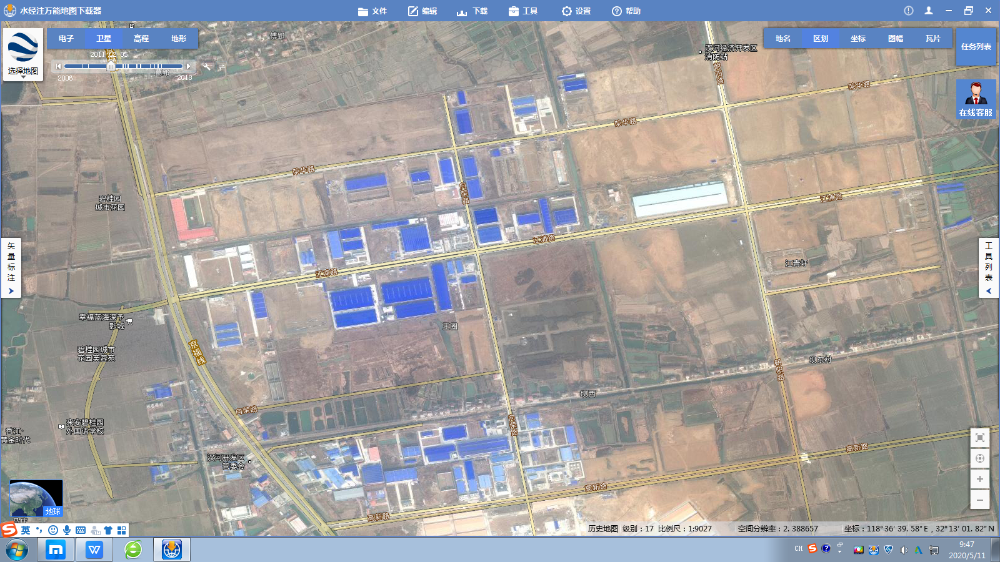 水经注万能地图下载器
文件
编辑
下载
工具
设置
帮助
选择地图
电子
卫星
高程
地形
2011-02-05
2006
2018
地名
区划
坐标
图幅
瓦片
任务列表
在线客服
傅郢
葛郢
汊河经济开发区
消防站
朝阳路
荣华路
荣华路
荣华路
向荣路
碧桂园
城市花园
江浦路
江浦路
江浦路
矢量标注
工具列表
江青圩
幸福蓝海深予
影城
王圈
京福线
碧桂园城市
花园芙蓉苑
坝东村
朝阳路
坝西
向荣路
向荣路
来安碧桂园
外国语学校
香江·
黄金时代
汊河开发区
管委会
高新路
高新路
高新路
地球
英
历史地图 级别：17 比例尺：1:9027
空间分辨率：2.388657
坐标：118°36′39.58″E，32°13′01.82″N
CH
9:47
2020/5/11